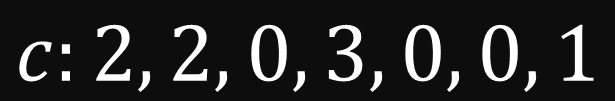 c: 2, 2, 0, 3, 0, 0, 1